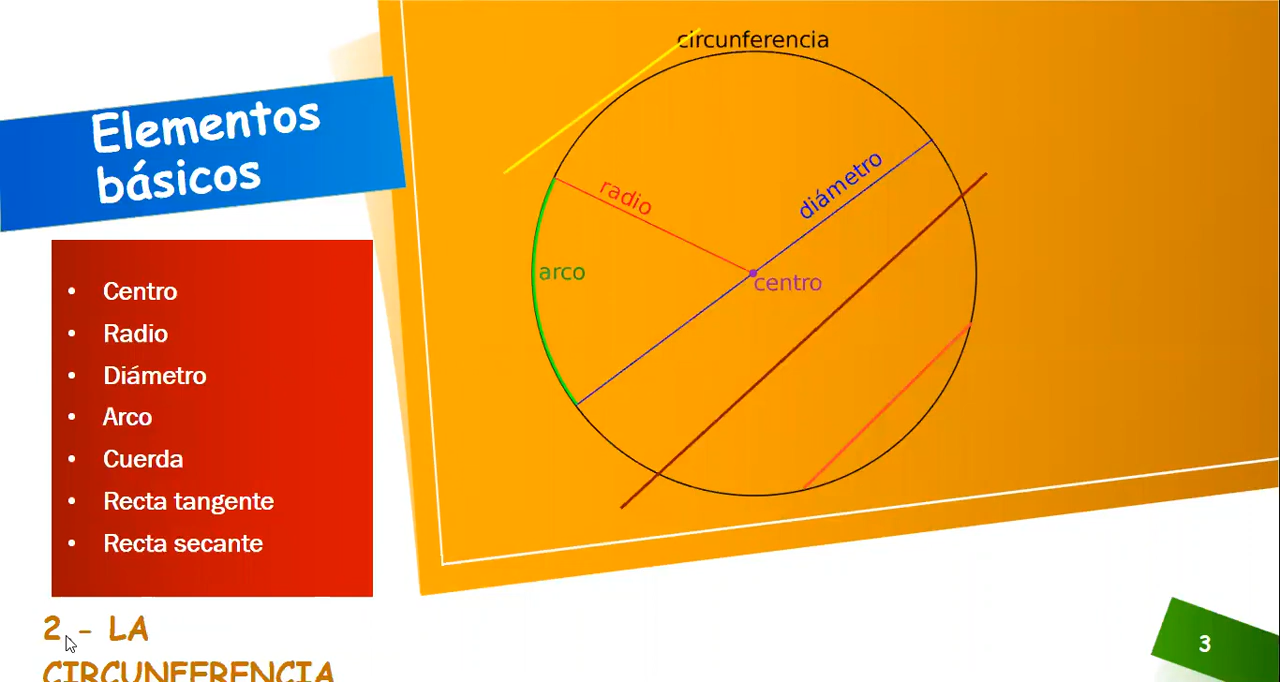 Elementos
básicos
• Centro
• Radio
• Diámetro
• Arco
• Cuerda
• Recta tangente
• Recta secante
2.- LA
CIRCUNFERENCIA
circunferencia
radio
diámetro
arco
centro
3